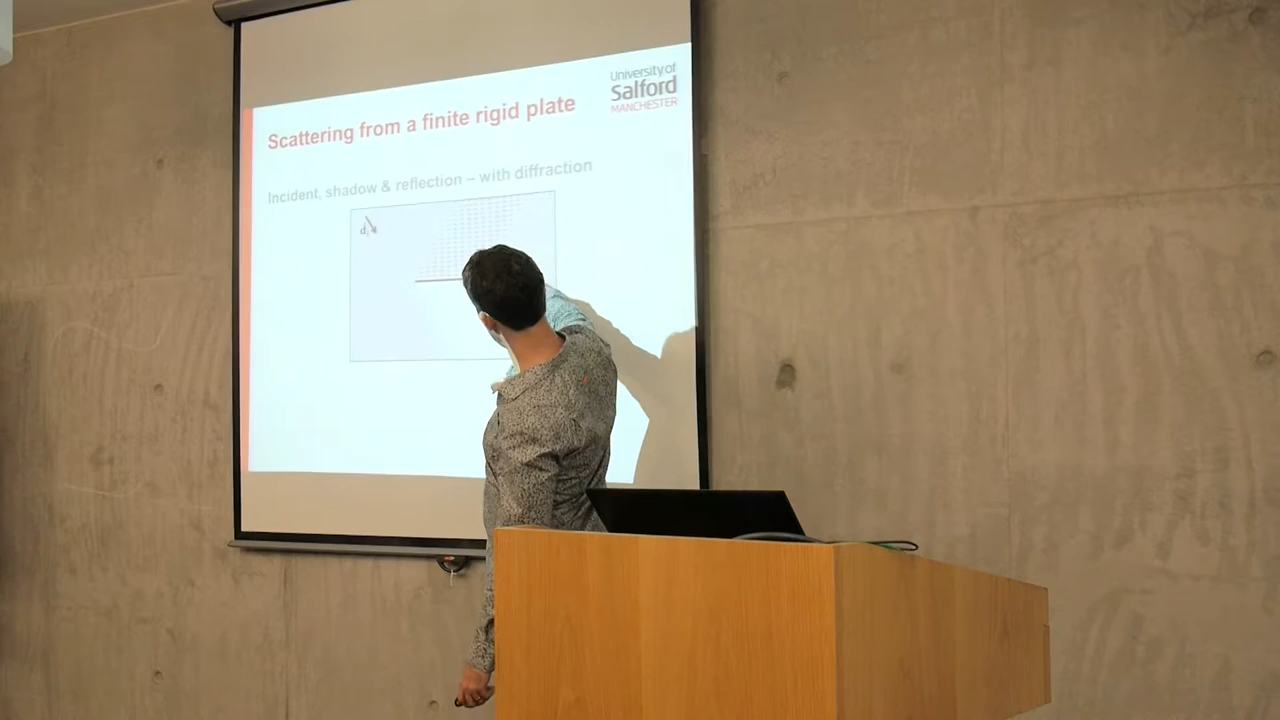 University of
Salford
MANCHESTER
Scattering from a finite rigid plate
Incident, shadow & reflection – with diffraction